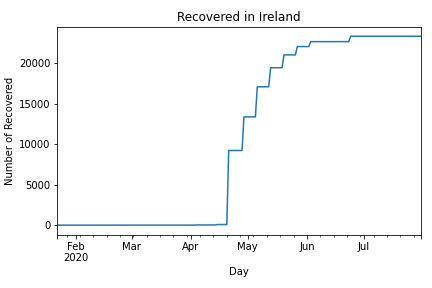 Recovered in Ireland
Number of Recovered
20000
15000
10000
5000
0
Feb Mar Apr May Jun Jul
2020
Day